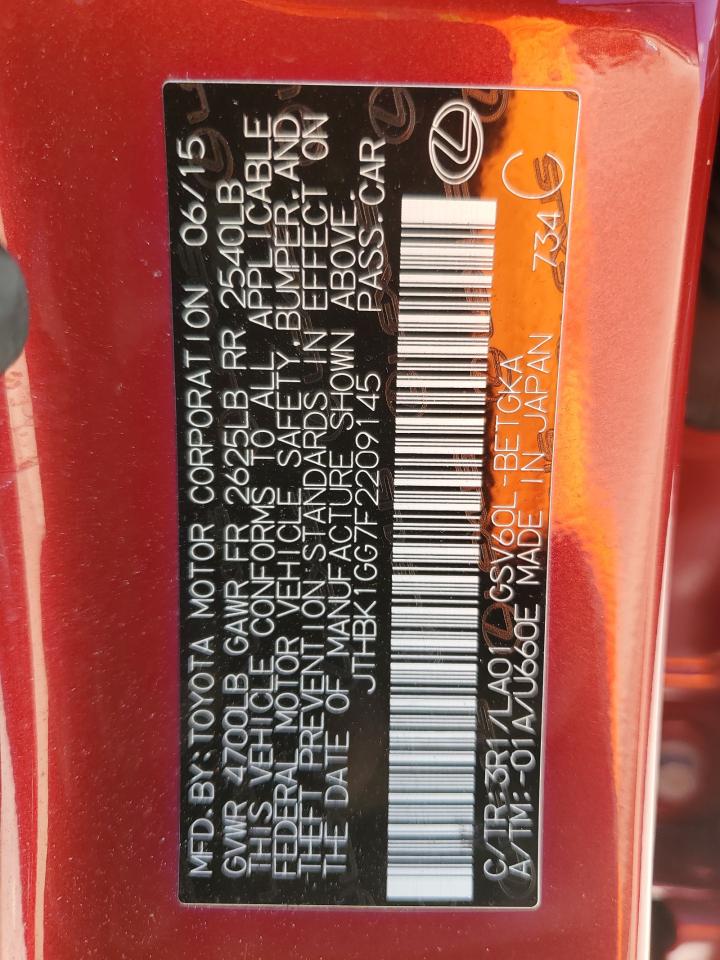 MFD.BY: TOYOTA MOTOR CORPORATION 06/15
GVWR 4700LB GAWR FR 2625LB RR 2540LB
THIS VEHICLE CONFORMS TO ALL APPLICABLE
FEDERAL MOTOR VEHICLE SAFETY, BUMPER, AND
THEFT PREVENTION STANDARDS IN EFFECT ON
THE DATE OF MANUFACTURE SHOWN ABOVE.
JTHBK1GG7F2209145 PASS.CAR
C/TR: 3R1/LA01 GSV60L-BETGKA
A/TM:-01A/U660E MADE IN JAPAN 734 C